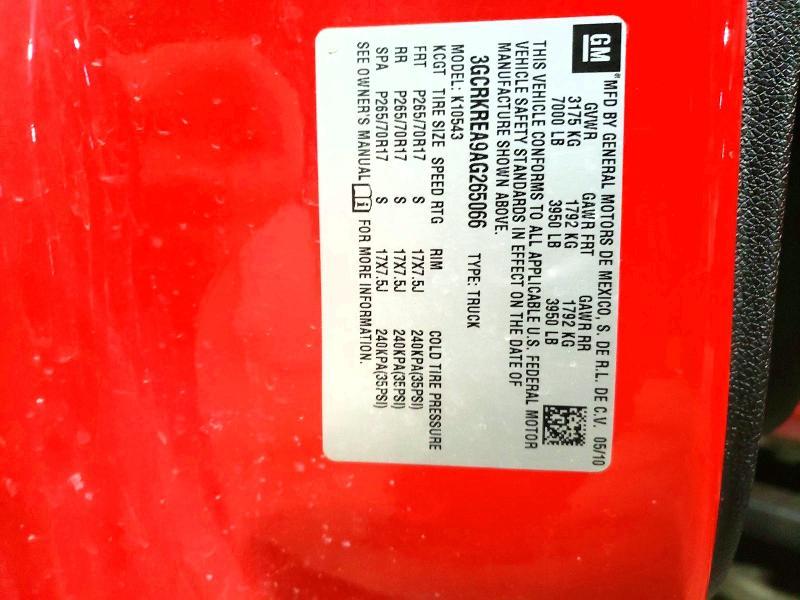 GM ® MFD BY GENERAL MOTORS DE MEXICO, S. DE R.L. DE C.V. 05/10
GVWR GAWR FRT GAWR RR
3175 KG 1792 KG 1792 KG
7000 LB 3950 LB 3950 LB
THIS VEHICLE CONFORMS TO ALL APPLICABLE U.S. FEDERAL MOTOR
VEHICLE SAFETY STANDARDS IN EFFECT ON THE DATE OF
MANUFACTURE SHOWN ABOVE.
3GCRKREA9AG265066 TYPE: TRUCK
MODEL: K10543
KCGT TIRE SIZE SPEED RTG RIM COLD TIRE PRESSURE
FRT P265/70R17 S 17X7.5J 240KPA(35PSI)
RR P265/70R17 S 17X7.5J 240KPA(35PSI)
SPA P265/70R17 S 17X7.5J 240KPA(35PSI)
SEE OWNER'S MANUAL i FOR MORE INFORMATION.